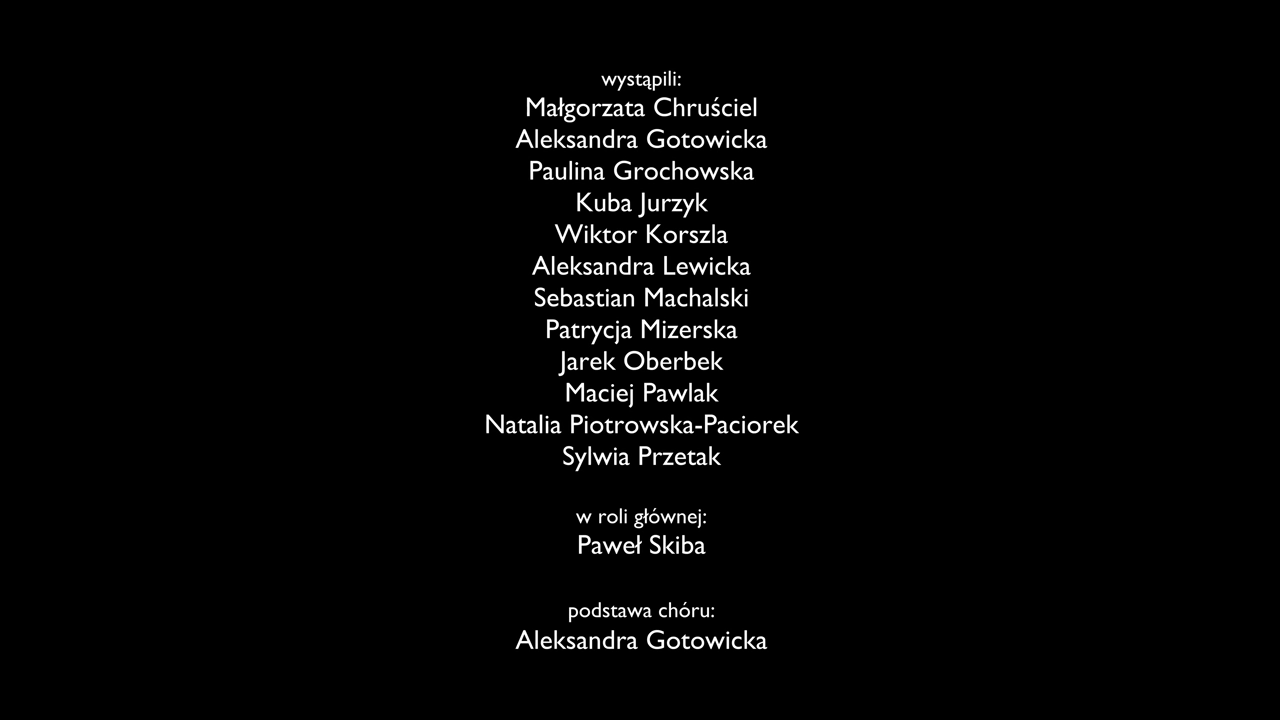 wystąpili:
Małgorzata Chruściel
Aleksandra Gotowicka
Paulina Grochowska
Kuba Jurzyk
Wiktor Korszla
Aleksandra Lewicka
Sebastian Machalski
Patrycja Mizerska
Jarek Oberbek
Maciej Pawlak
Natalia Piotrowska-Paciorek
Sylwia Przetak
w roli głównej:
Paweł Skiba
podstawa chóru:
Aleksandra Gotowicka